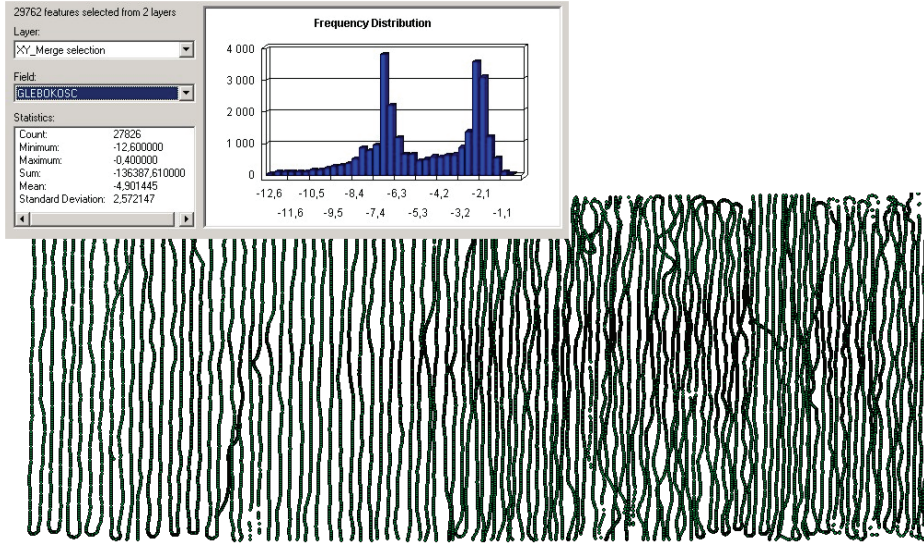 29762 features selected from 2 layers
Layer:
XY_Merge selection
Field:
GLEBOKOSC
Statistics:
Count: 27826
Minimum: -12,600000
Maximum: -0,400000
Sum: -136387,610000
Mean: -4,901445
Standard Deviation: 2,572147
Frequency Distribution
4 000
3 000
2 000
1 000
0
-12,6 -10,5 -8,4 -6,3 -4,2 -2,1
-11,6 -9,5 -7,4 -5,3 -3,2 -1,1